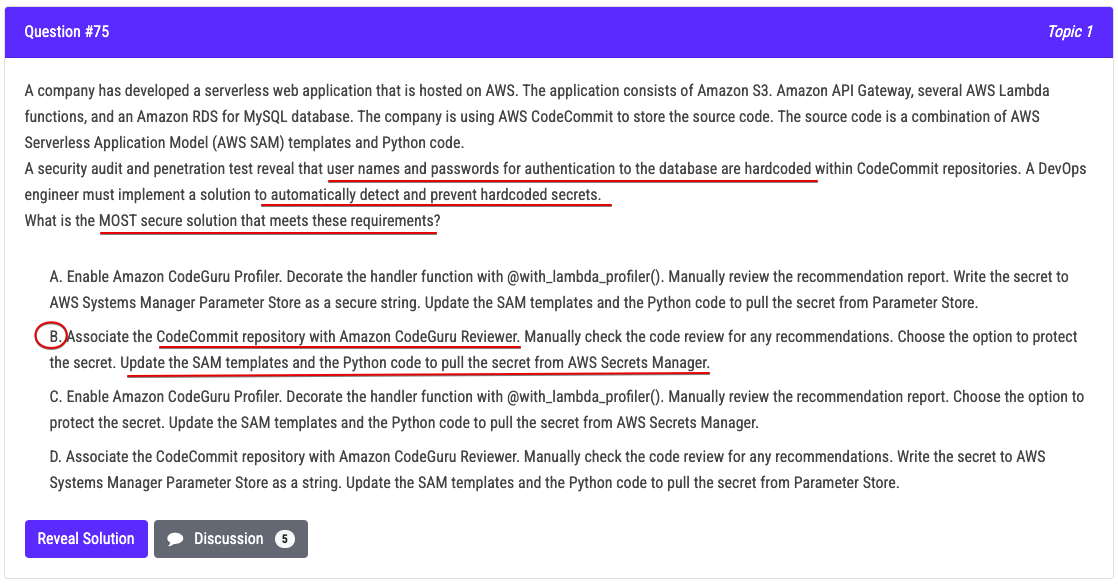 Question #75
Topic 1
A company has developed a serverless web application that is hosted on AWS. The application consists of Amazon S3. Amazon API Gateway, several AWS Lambda
functions, and an Amazon RDS for MySQL database. The company is using AWS CodeCommit to store the source code. The source code is a combination of AWS
Serverless Application Model (AWS SAM) templates and Python code.
A security audit and penetration test reveal that user names and passwords for authentication to the database are hardcoded within CodeCommit repositories. A DevOps
engineer must implement a solution to automatically detect and prevent hardcoded secrets.
What is the MOST secure solution that meets these requirements?
A. Enable Amazon CodeGuru Profiler. Decorate the handler function with @with_lambda_profiler(). Manually review the recommendation report. Write the secret to
AWS Systems Manager Parameter Store as a secure string. Update the SAM templates and the Python code to pull the secret from Parameter Store.
B. Associate the CodeCommit repository with Amazon CodeGuru Reviewer. Manually check the code review for any recommendations. Choose the option to protect
the secret. Update the SAM templates and the Python code to pull the secret from AWS Secrets Manager.
C. Enable Amazon CodeGuru Profiler. Decorate the handler function with @with_lambda_profiler(). Manually review the recommendation report. Choose the option to
protect the secret. Update the SAM templates and the Python code to pull the secret from AWS Secrets Manager.
D. Associate the CodeCommit repository with Amazon CodeGuru Reviewer. Manually check the code review for any recommendations. Write the secret to AWS
Systems Manager Parameter Store as a string. Update the SAM templates and the Python code to pull the secret from Parameter Store.
Reveal Solution
Discussion 5